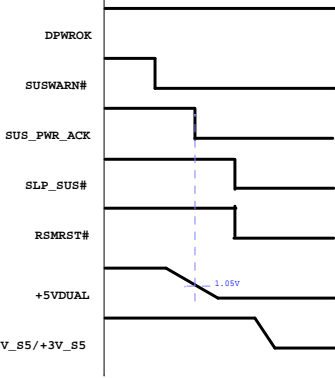 DPWROK
SUSWARN#
SUS_PWR_ACK
SLP_SUS#
RSMRST#
1.05V
+5VDUAL
V_S5/+3V_S5